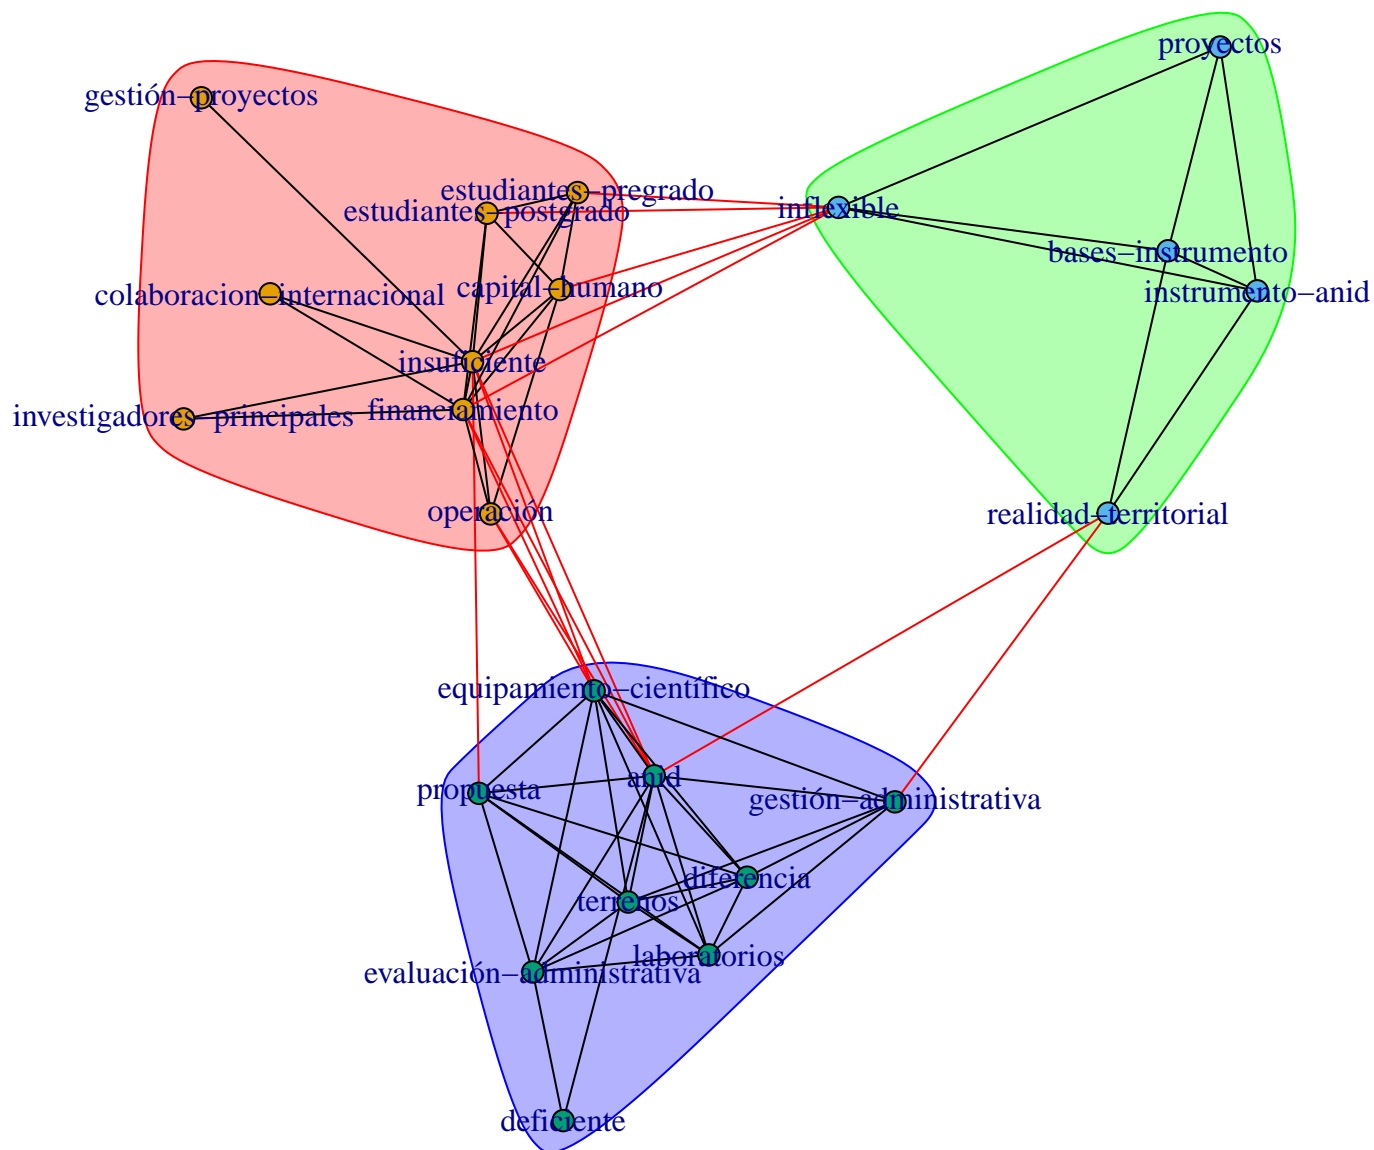 proyectos
gestión–proyectos
estudiantes–pregrado
estudiantes–postgrado
inflexible
bases–instrumento
capital–humano
instrumento–anid
colaboracion–internacional
insuficiente
financiamiento
investigadores–principales
operación
realidad–territorial
equipamiento–científico
anid
propuesta
gestión–administrativa
diferencia
terrenos
laboratorios
evaluación–administrativa
deficiente